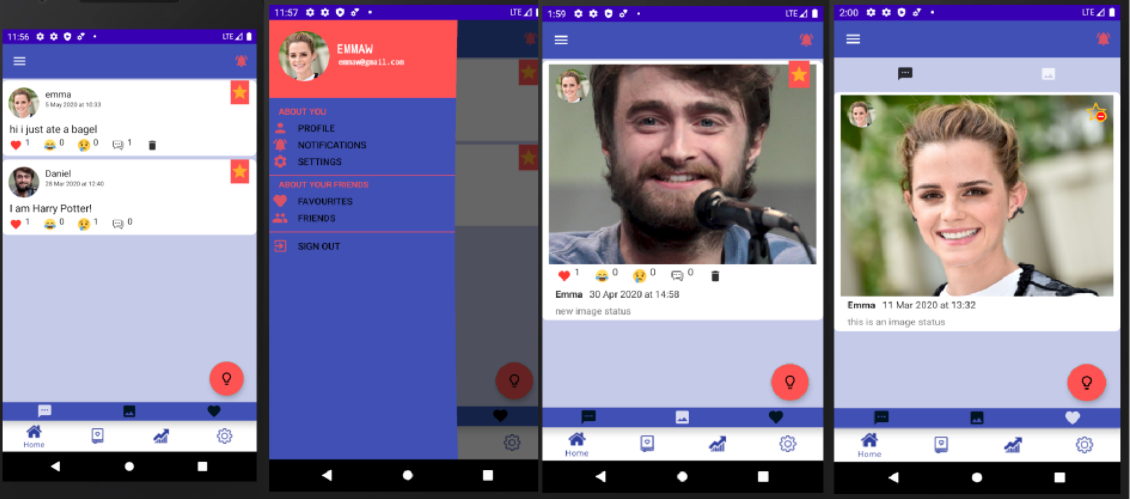 11:56
LTE
emma
5 May 2020 at 10:33
hi i just ate a bagel
1 0 0 1
Daniel
28 Mar 2020 at 12:40
I am Harry Potter!
1 0 1 0
Home
11:57
LTE
EMMAW
emmaw@gmail.com
ABOUT YOU
PROFILE
NOTIFICATIONS
SETTINGS
ABOUT YOUR FRIENDS
FAVOURITES
FRIENDS
SIGN OUT
1:59
LTE
1 0 0 0
Emma 30 Apr 2020 at 14:58
new image status
Home
2:00
LTE
Emma 11 Mar 2020 at 13:32
this is an image status
Home